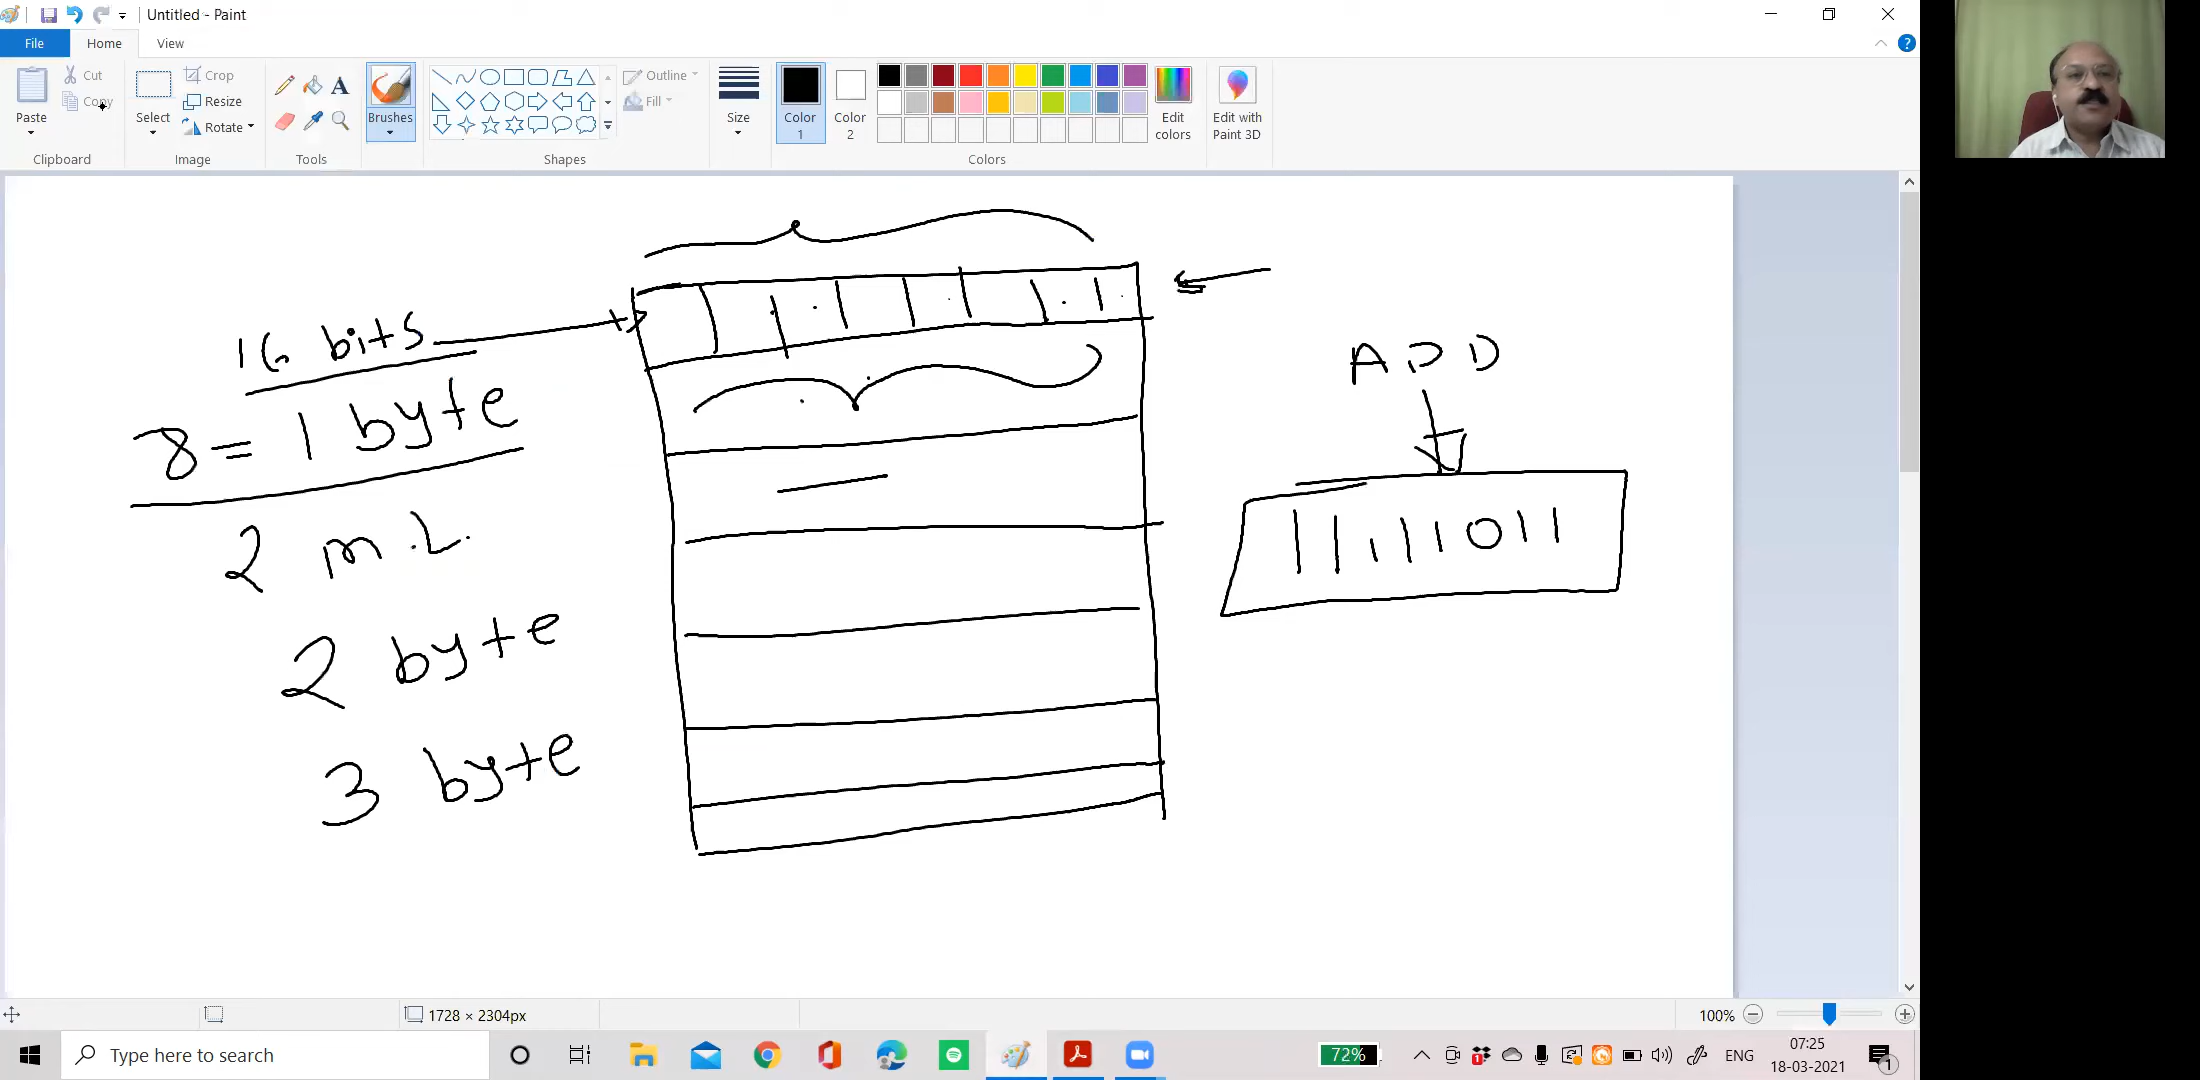 Untitled - Paint
File Home View
Paste
Cut
Copy
Clipboard
Select
Crop
Resize
Rotate
Image
Tools
Brushes
Outline
Fill
Shapes
Size
Color 1
Color 2
Edit colors
Edit with Paint 3D
Colors
16 bits
8 = 1 byte
2 m.L.
2 byte
3 byte
ADD
1728 × 2304px
100%
Type here to search
72%
ENG
07:25
18-03-2021
1